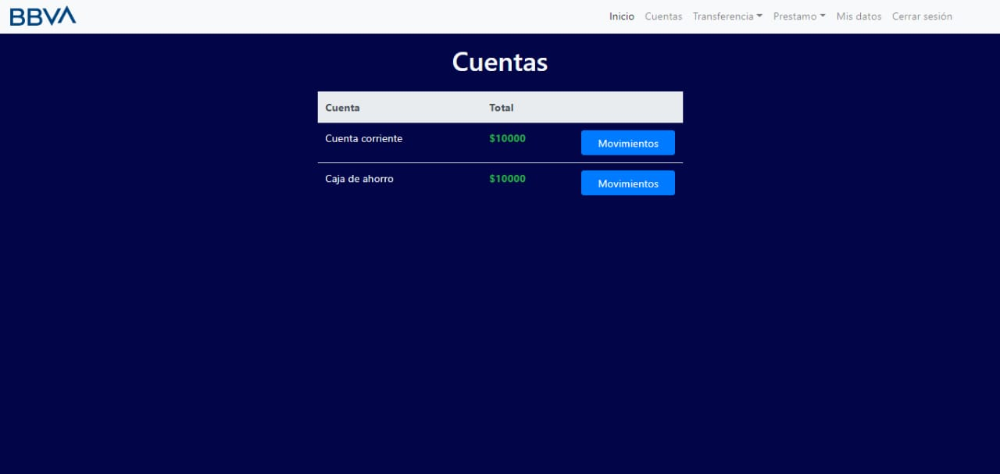 BBVA
Inicio Cuentas Transferencia Prestamo Mis datos Cerrar sesión
Cuentas
Cuenta Total
Cuenta corriente $10000 Movimientos
Caja de ahorro $10000 Movimientos